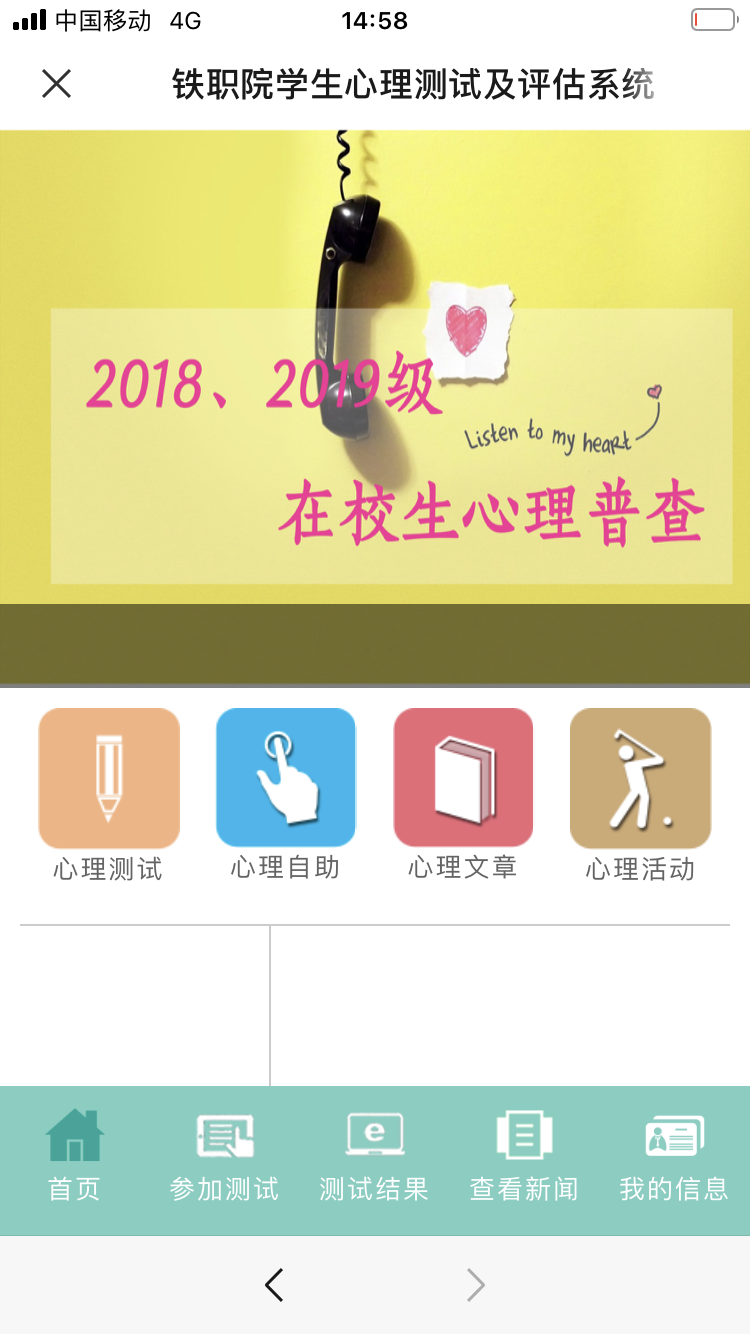 中国移动 4G 14:58
铁职院学生心理测试及评估系统
2018、2019级
Listen to my heart
在校生心理普查
心理测试 心理自助 心理文章 心理活动
首页 参加测试 测试结果 查看新闻 我的信息